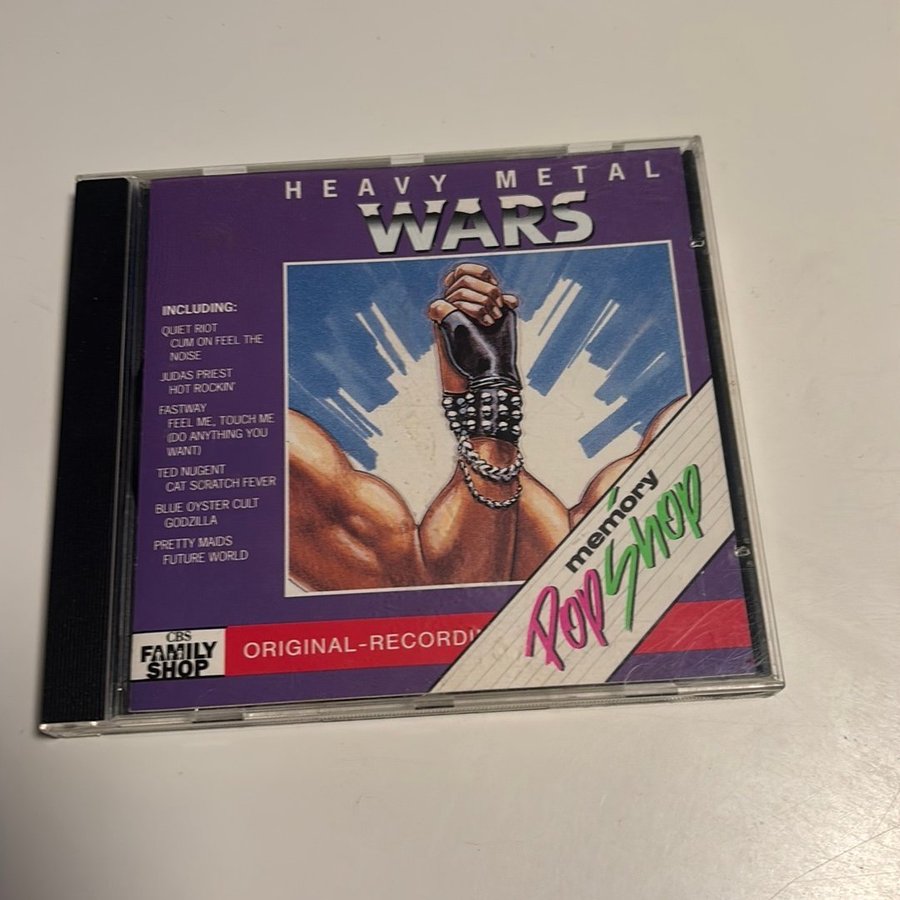 HEAVY METAL
WARS
INCLUDING:
QUIET RIOT
CUM ON FEEL THE
NOISE
JUDAS PRIEST
HOT ROCKIN'
FASTWAY
FEEL ME, TOUCH ME
(DO ANYTHING YOU
WANT)
TED NUGENT
CAT SCRATCH FEVER
BLUE OYSTER CULT
GODZILLA
PRETTY MAIDS
FUTURE WORLD
memory
Pop Shop
CBS
FAMILY
SHOP
ORIGINAL-RECORDI